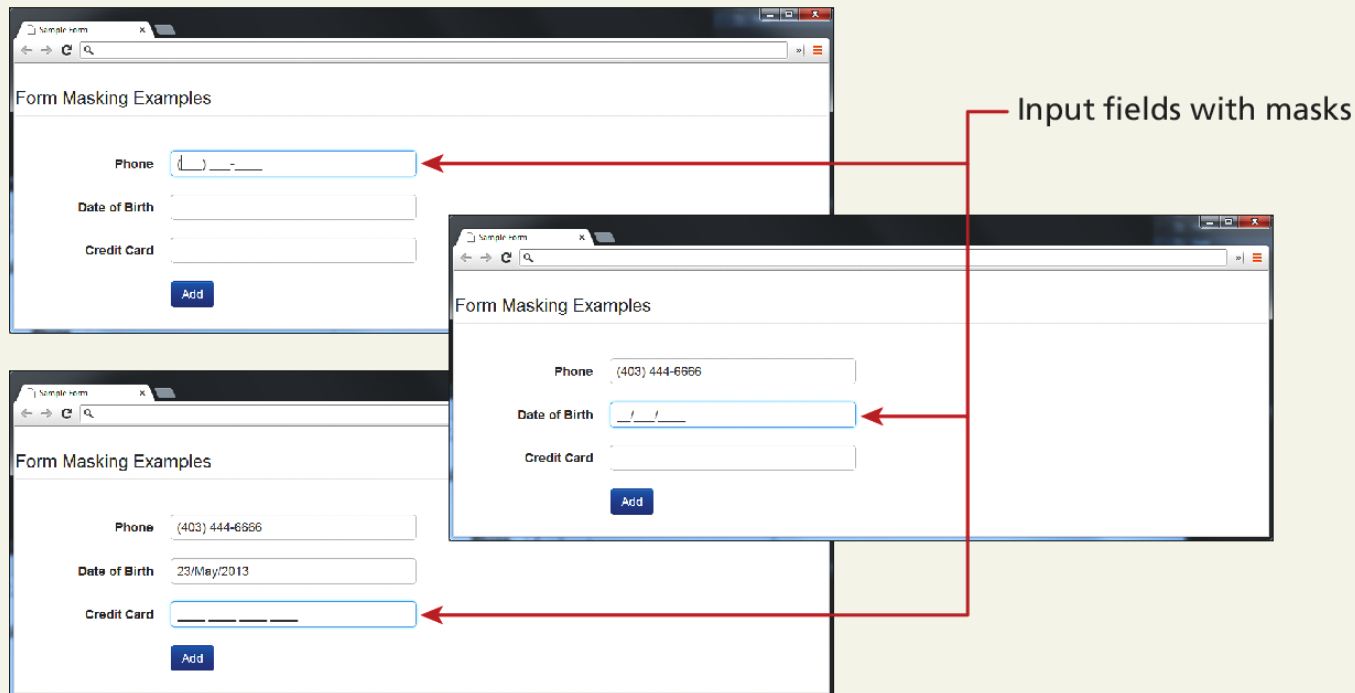 Sample Form
Form Masking Examples
Phone (___) ___-____
Date of Birth
Credit Card
Add
Input fields with masks
Sample Form
Form Masking Examples
Phone (403) 444-6666
Date of Birth __/___/____
Credit Card
Add
Sample Form
Form Masking Examples
Phone (403) 444-6666
Date of Birth 23/May/2013
Credit Card ____ ____ ____ ____
Add